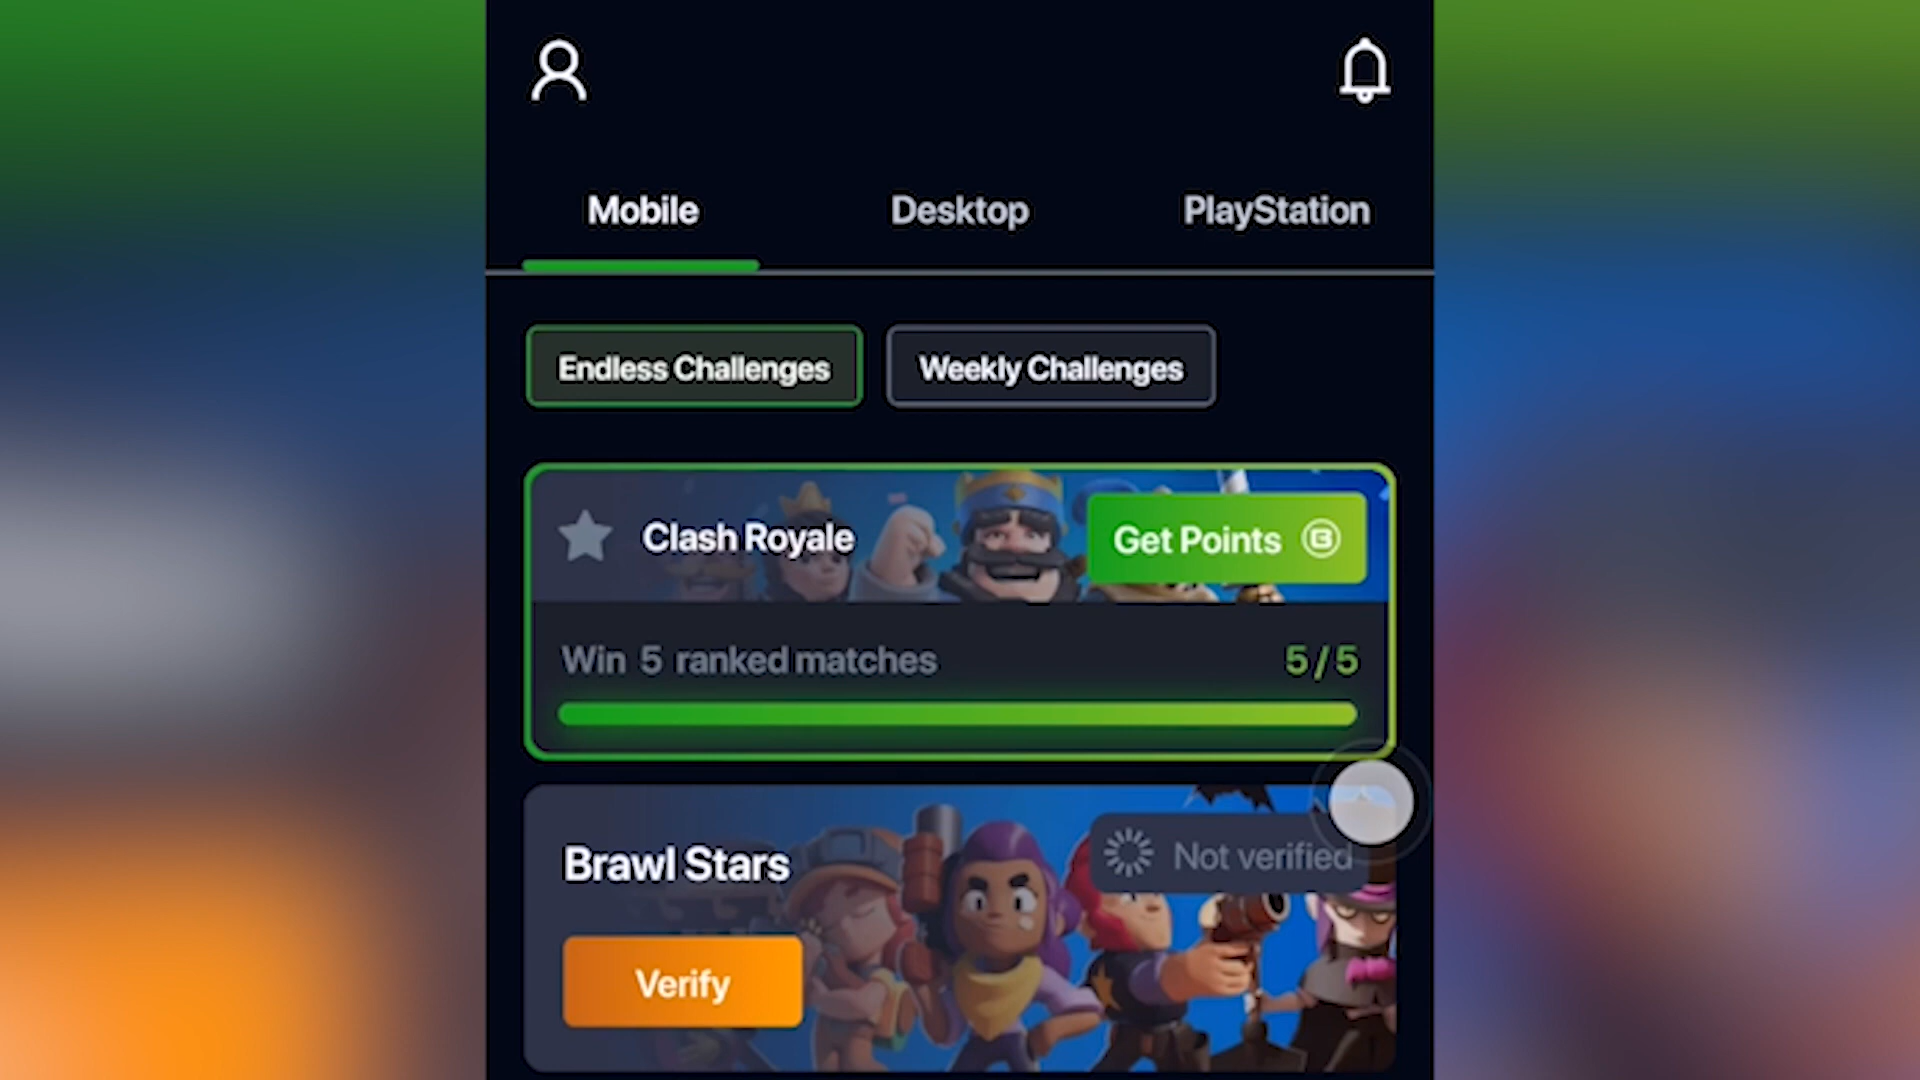 Mobile Desktop PlayStation
Endless Challenges Weekly Challenges
Clash Royale Get Points B
Win 5 ranked matches 5/5
Brawl Stars Not verified
Verify